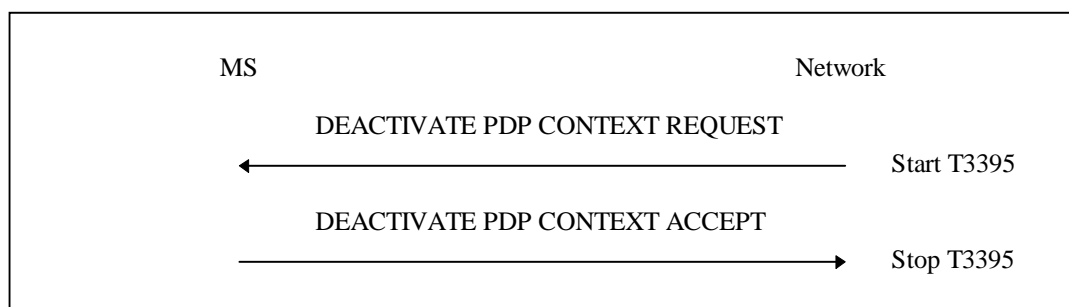 MS Network
DEACTIVATE PDP CONTEXT REQUEST
Start T3395
DEACTIVATE PDP CONTEXT ACCEPT
Stop T3395